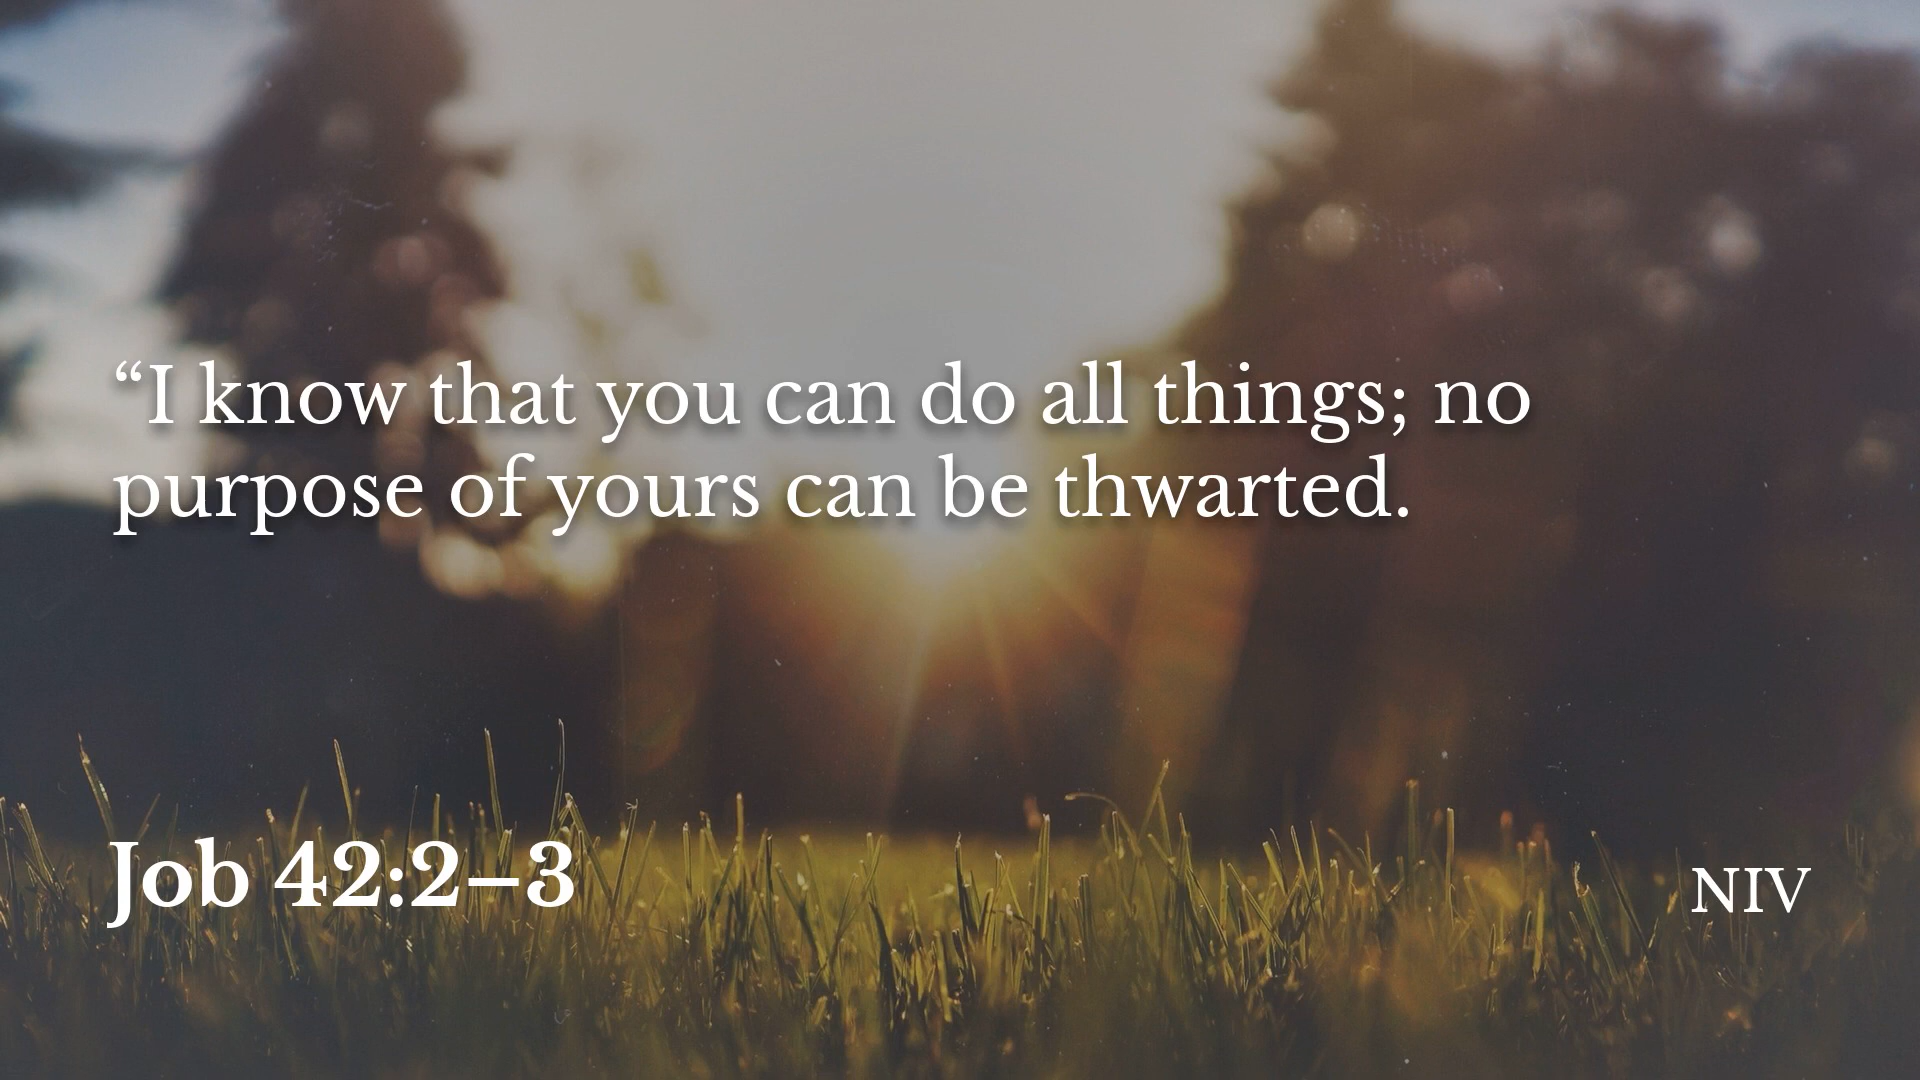 “I know that you can do all things; no
purpose of yours can be thwarted.
Job 42:2–3
NIV